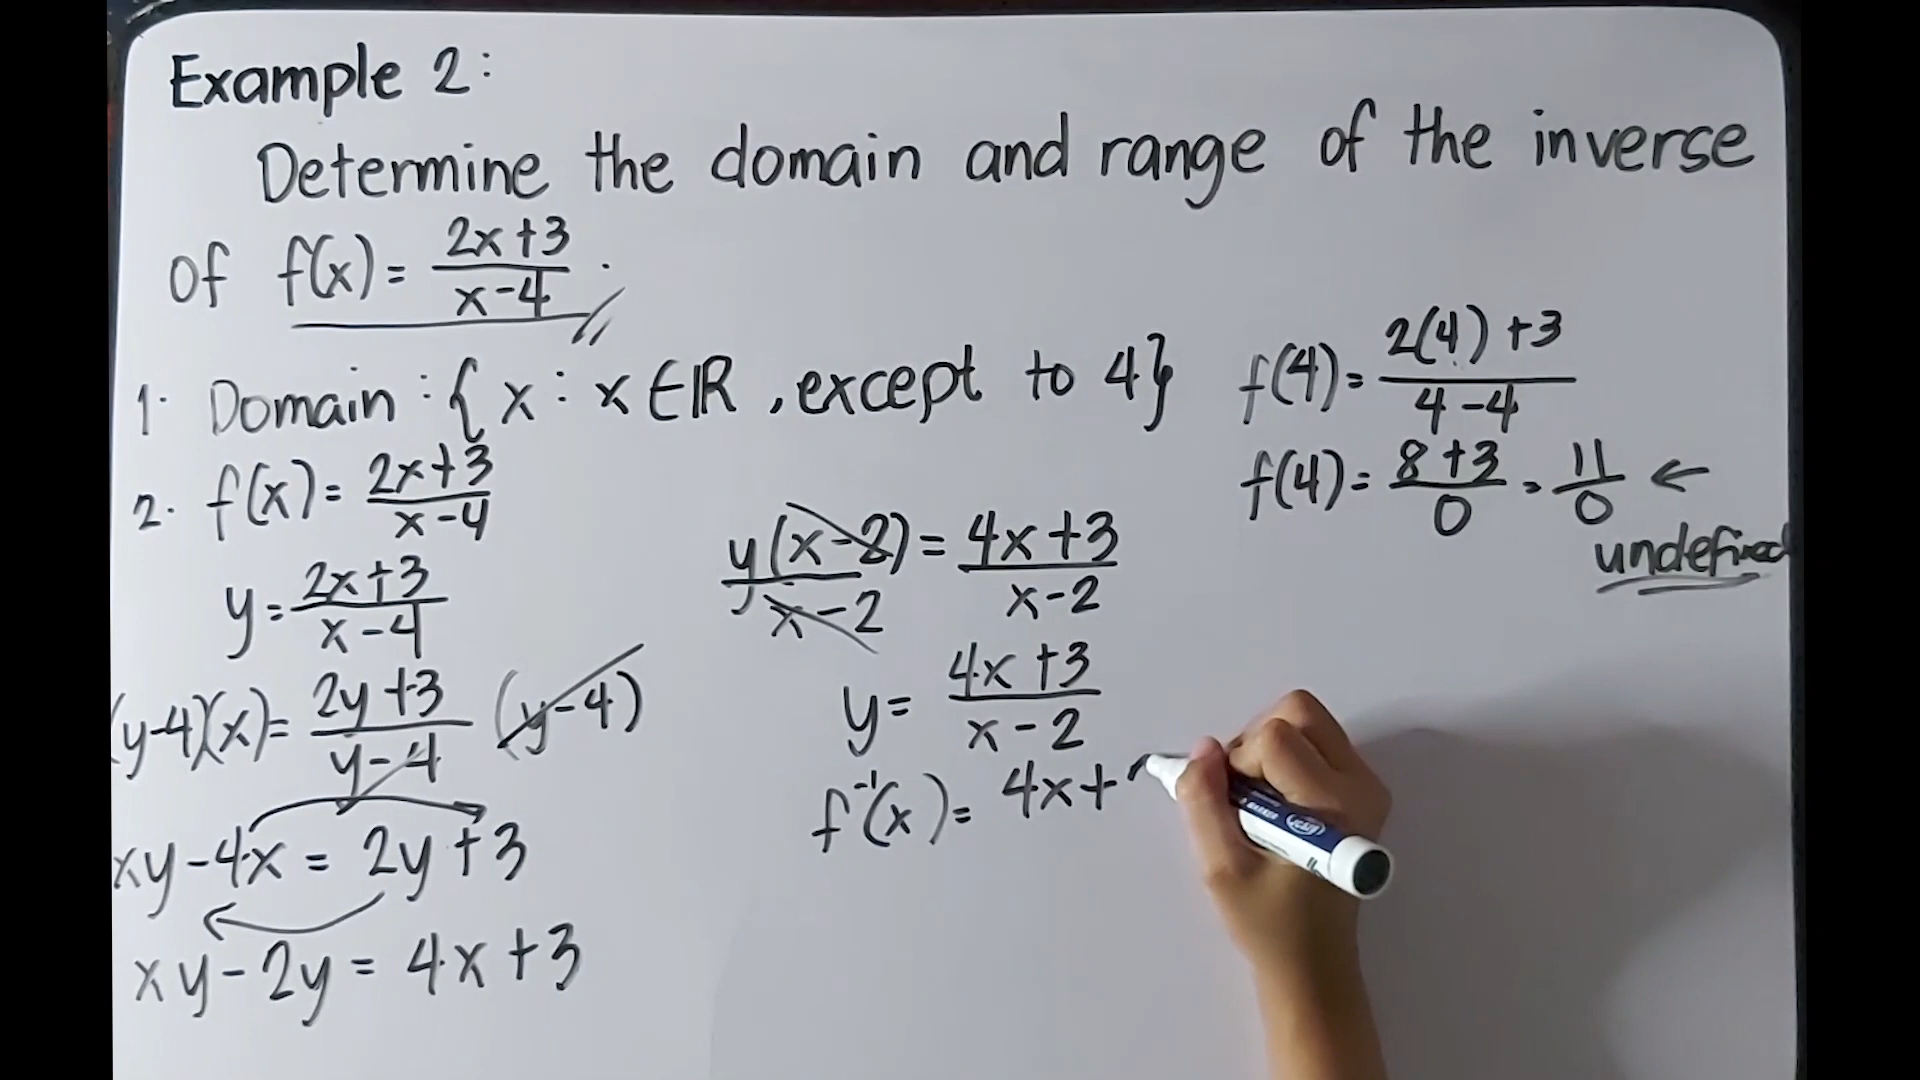 Example 2:
Determine the domain and range of the inverse
of f(x) = 2x+3 / x-4 .
1. Domain : { x : x ∈ ℝ , except to 4}
2. f(x) = 2x+3 / x-4
y = 2x+3 / x-4
(y-4)(x) = 2y+3 / y-4 (y-4)
xy-4x = 2y+3
xy-2y = 4x+3
y(x-2) / x-2 = 4x+3 / x-2
y = 4x+3 / x-2
f⁻¹(x) = 4x+
f(4) = 2(4)+3 / 4-4
f(4) = 8+3 / 0 = 11 / 0 ←
undefined